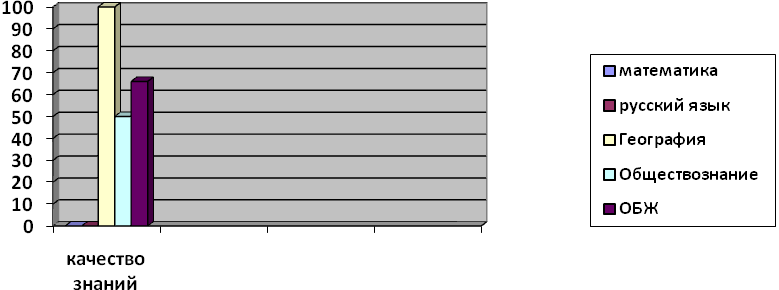 100
90
80
70
60
50
40
30
20
10
0
качество
знаний
математика
русский язык
География
Обществознание
ОБЖ